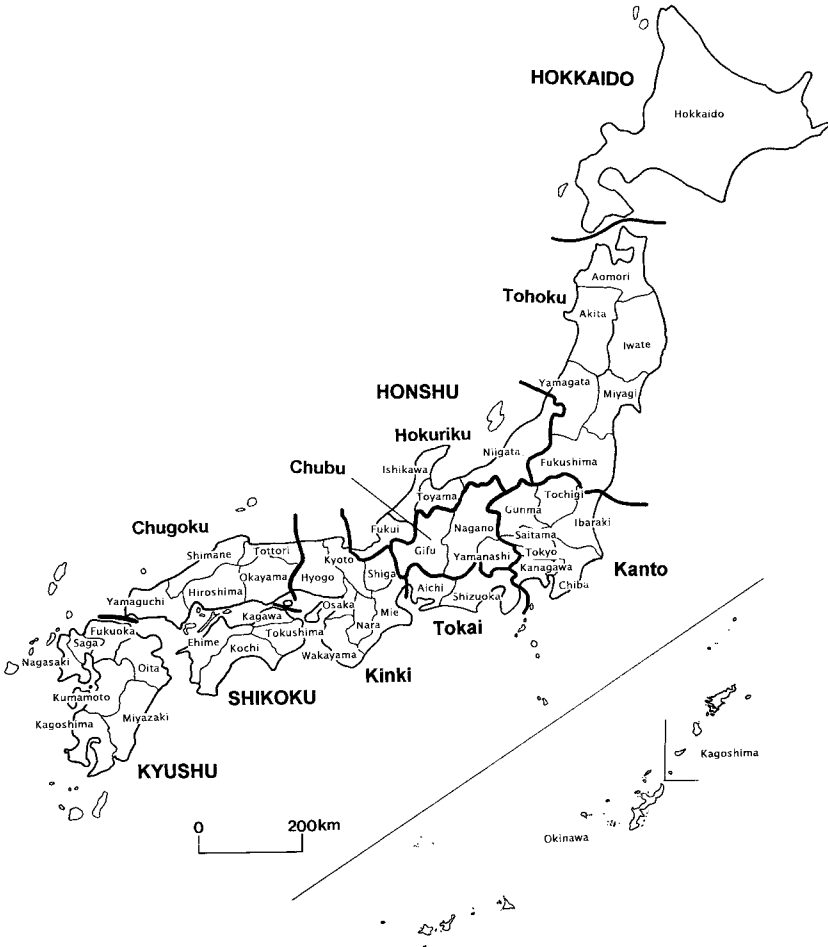 HOKKAIDO
Hokkaido
Aomori
Tohoku
Akita
Iwate
HONSHU
Yamagata
Miyagi
Hokuriku
Niigata
Fukushima
Chubu
Ishikawa
Toyama
Tochigi
Gunma
Ibaraki
Chugoku
Fukui
Nagano
Saitama
Shimane
Tottori
Kyoto
Gifu
Yamanashi
Tokyo
Kanagawa
Kanto
Okayama
Hyogo
Shiga
Chiba
Hiroshima
Aichi
Shizuoka
Yamaguchi
Osaka
Mie
Kagawa
Nara
Tokai
Fukuoka
Saga
Ehime
Tokushima
Kochi
Wakayama
Nagasaki
Oita
Kinki
SHIKOKU
Kumamoto
Kagoshima
Miyazaki
KYUSHU
Kagoshima
0 200km
Okinawa